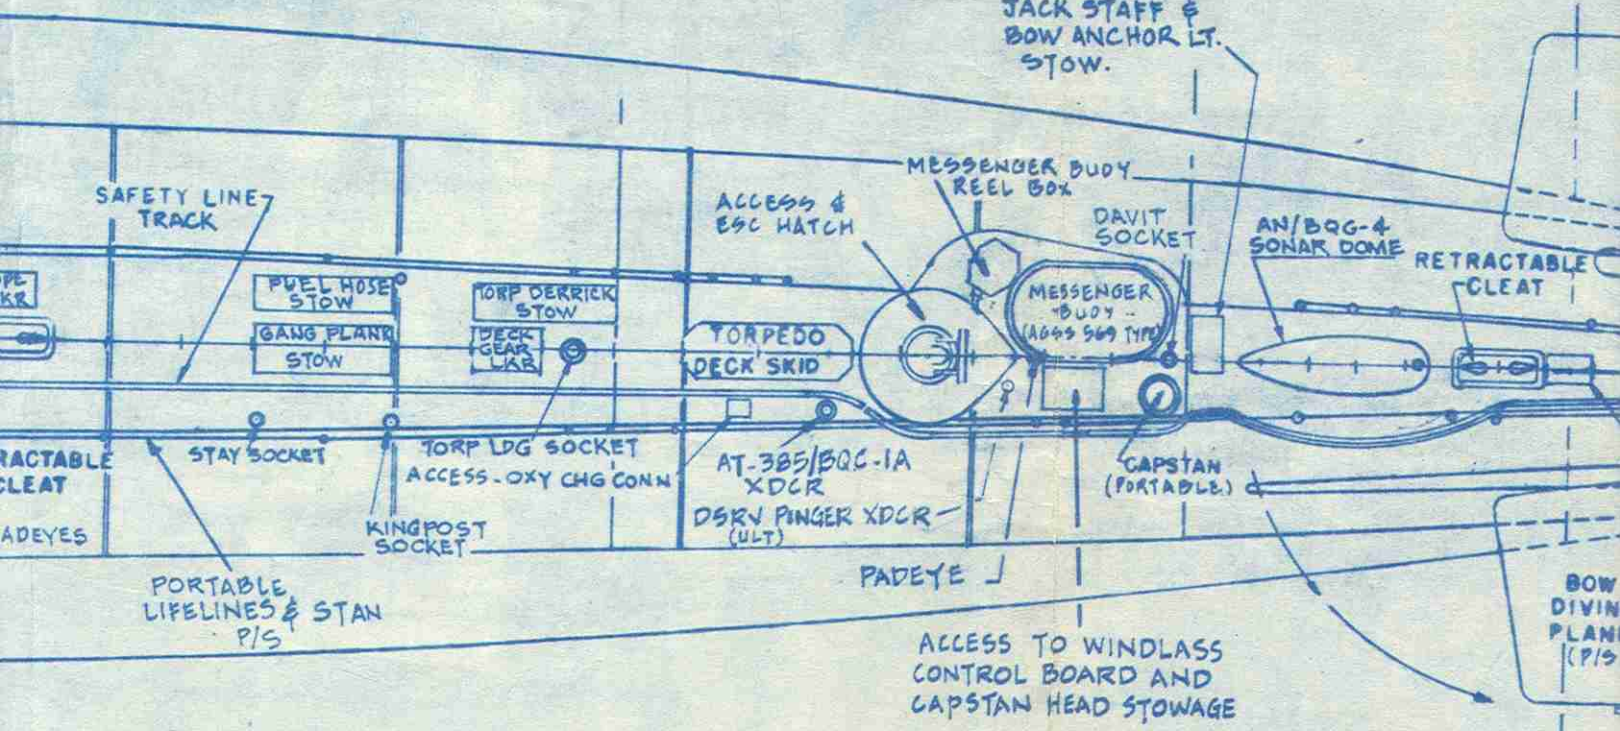 JACK STAFF &
BOW ANCHOR LT.
STOW.
MESSENGER BUOY
REEL BOX
SAFETY LINE
TRACK
ACCESS &
ESC HATCH
DAVIT
SOCKET
AN/BQG-4
SONAR DOME
RETRACTABLE
CLEAT
FUEL HOSE
STOW
TORP DERRICK
STOW
MESSENGER
BUOY
(AGSS 569 TYPE)
GANG PLANK
STOW
DECK
GEAR
LKR
TORPEDO
DECK SKID
RACTABLE
CLEAT
STAY SOCKET
TORP LDG SOCKET
ACCESS-OXY CHG CONN
AT-385/BQC-1A
XDCR
CAPSTAN
(PORTABLE)
DSRV PINGER XDCR
(ULT)
ADEYES
KINGPOST
SOCKET
PADEYE
PORTABLE
LIFELINES & STAN
P/S
BOW
DIVIN
PLAN
(P/S
ACCESS TO WINDLASS
CONTROL BOARD AND
CAPSTAN HEAD STOWAGE